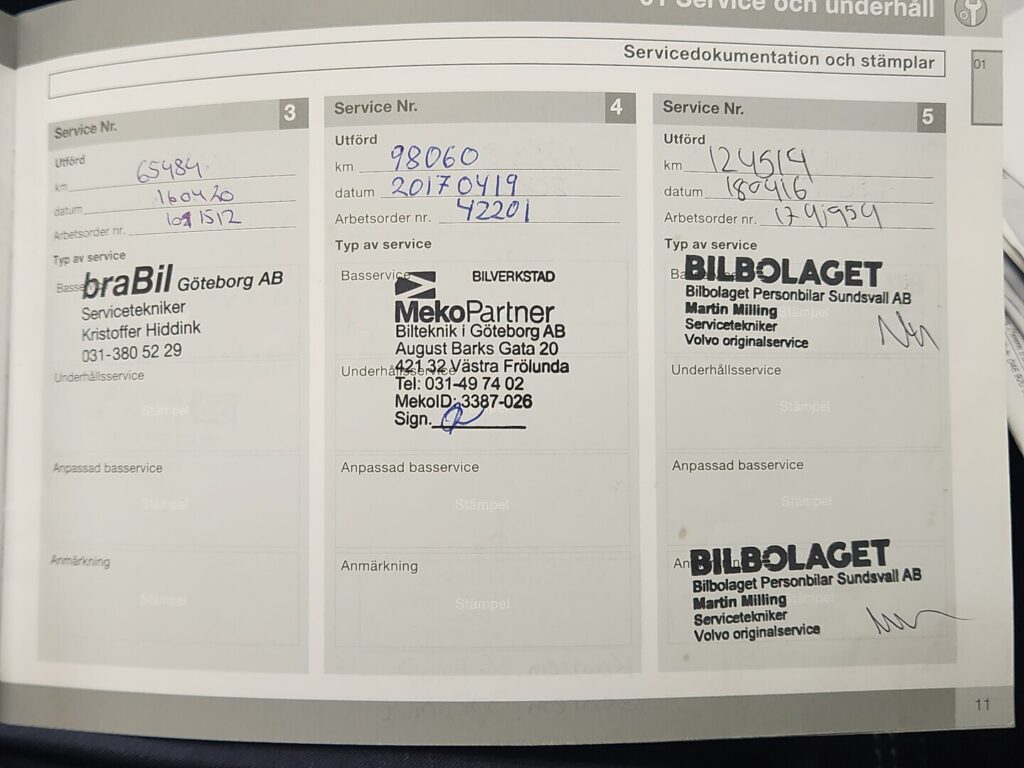 01 Service och underhåll
Servicedokumentation och stämplar
01
Service Nr. 3
Utförd
km 65484
datum 160420
Arbetsorder nr.
Typ av service
Basservice
braBil Göteborg AB
Servicetekniker
Kristoffer Hiddink
031-380 52 29
Underhållsservice
Stämpel
Anpassad basservice
Stämpel
Anmärkning
Stämpel
Service Nr. 4
Utförd
km 98060
datum 20170419
Arbetsorder nr. 42201
Typ av service
Basservice
BILVERKSTAD
MekoPartner
Bilteknik i Göteborg AB
August Barks Gata 20
421 32 Västra Frölunda
Underhållsservice
Tel: 031-49 74 02
MekoID: 3387-026
Sign.
Anpassad basservice
Stämpel
Anmärkning
Stämpel
Service Nr. 5
Utförd
km 124514
datum 180416
Arbetsorder nr. 1791959
Typ av service
BILBOLAGET
Bilbolaget Personbilar Sundsvall AB
Martin Milling
Stämpel
Servicetekniker
Volvo originalservice
Underhållsservice
Stämpel
Anpassad basservice
Stämpel
BILBOLAGET
Bilbolaget Personbilar Sundsvall AB
Martin Milling
Stämpel
Servicetekniker
Volvo originalservice
11